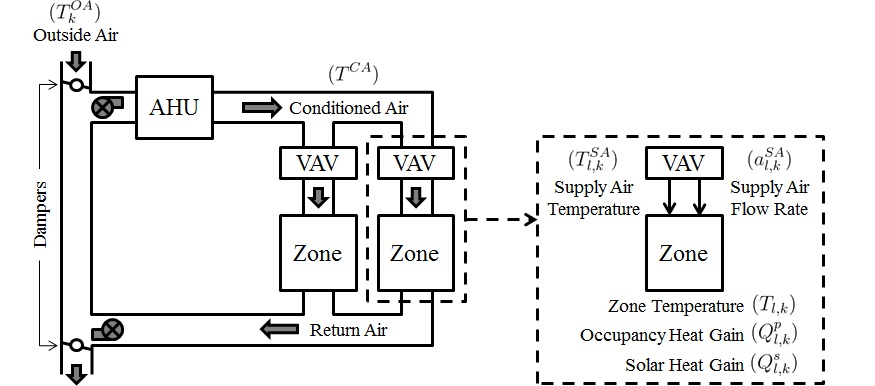 (T_k^{OA})
Outside Air
(T^{CA})
AHU
Conditioned Air
VAV
VAV
Dampers
Zone
Zone
Return Air
(T_{l,k}^{SA})
VAV
(a_{l,k}^{SA})
Supply Air
Temperature
Supply Air
Flow Rate
Zone
Zone Temperature (T_{l,k})
Occupancy Heat Gain (Q_{l,k}^p)
Solar Heat Gain (Q_{l,k}^s)